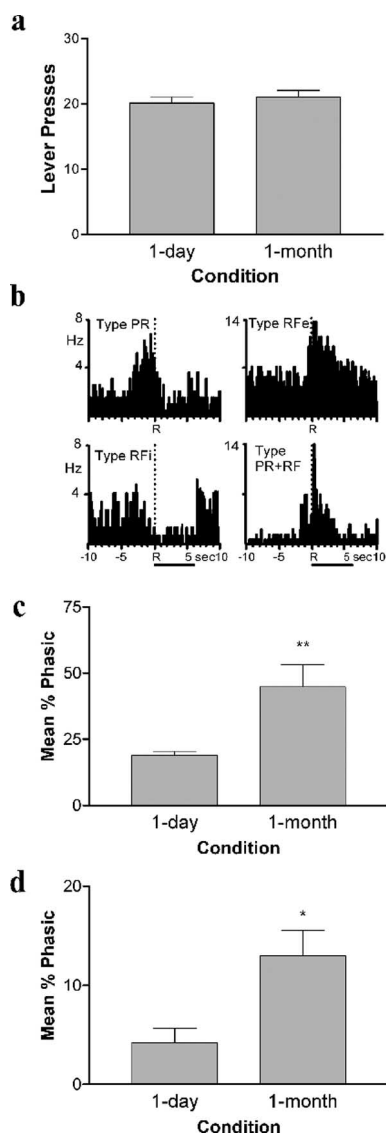 a
30
20
10
0
Lever Presses
1-day 1-month
Condition
b
8
Hz
4
Type PR
R
14
Type RFe
R
8
Hz
4
Type RFi
-10 -5 R 5 sec10
14
Type
PR+RF
-10 -5 R 5 sec10
c
75
50
25
0
Mean % Phasic
**
1-day 1-month
Condition
d
20
10
0
Mean % Phasic
*
1-day 1-month
Condition